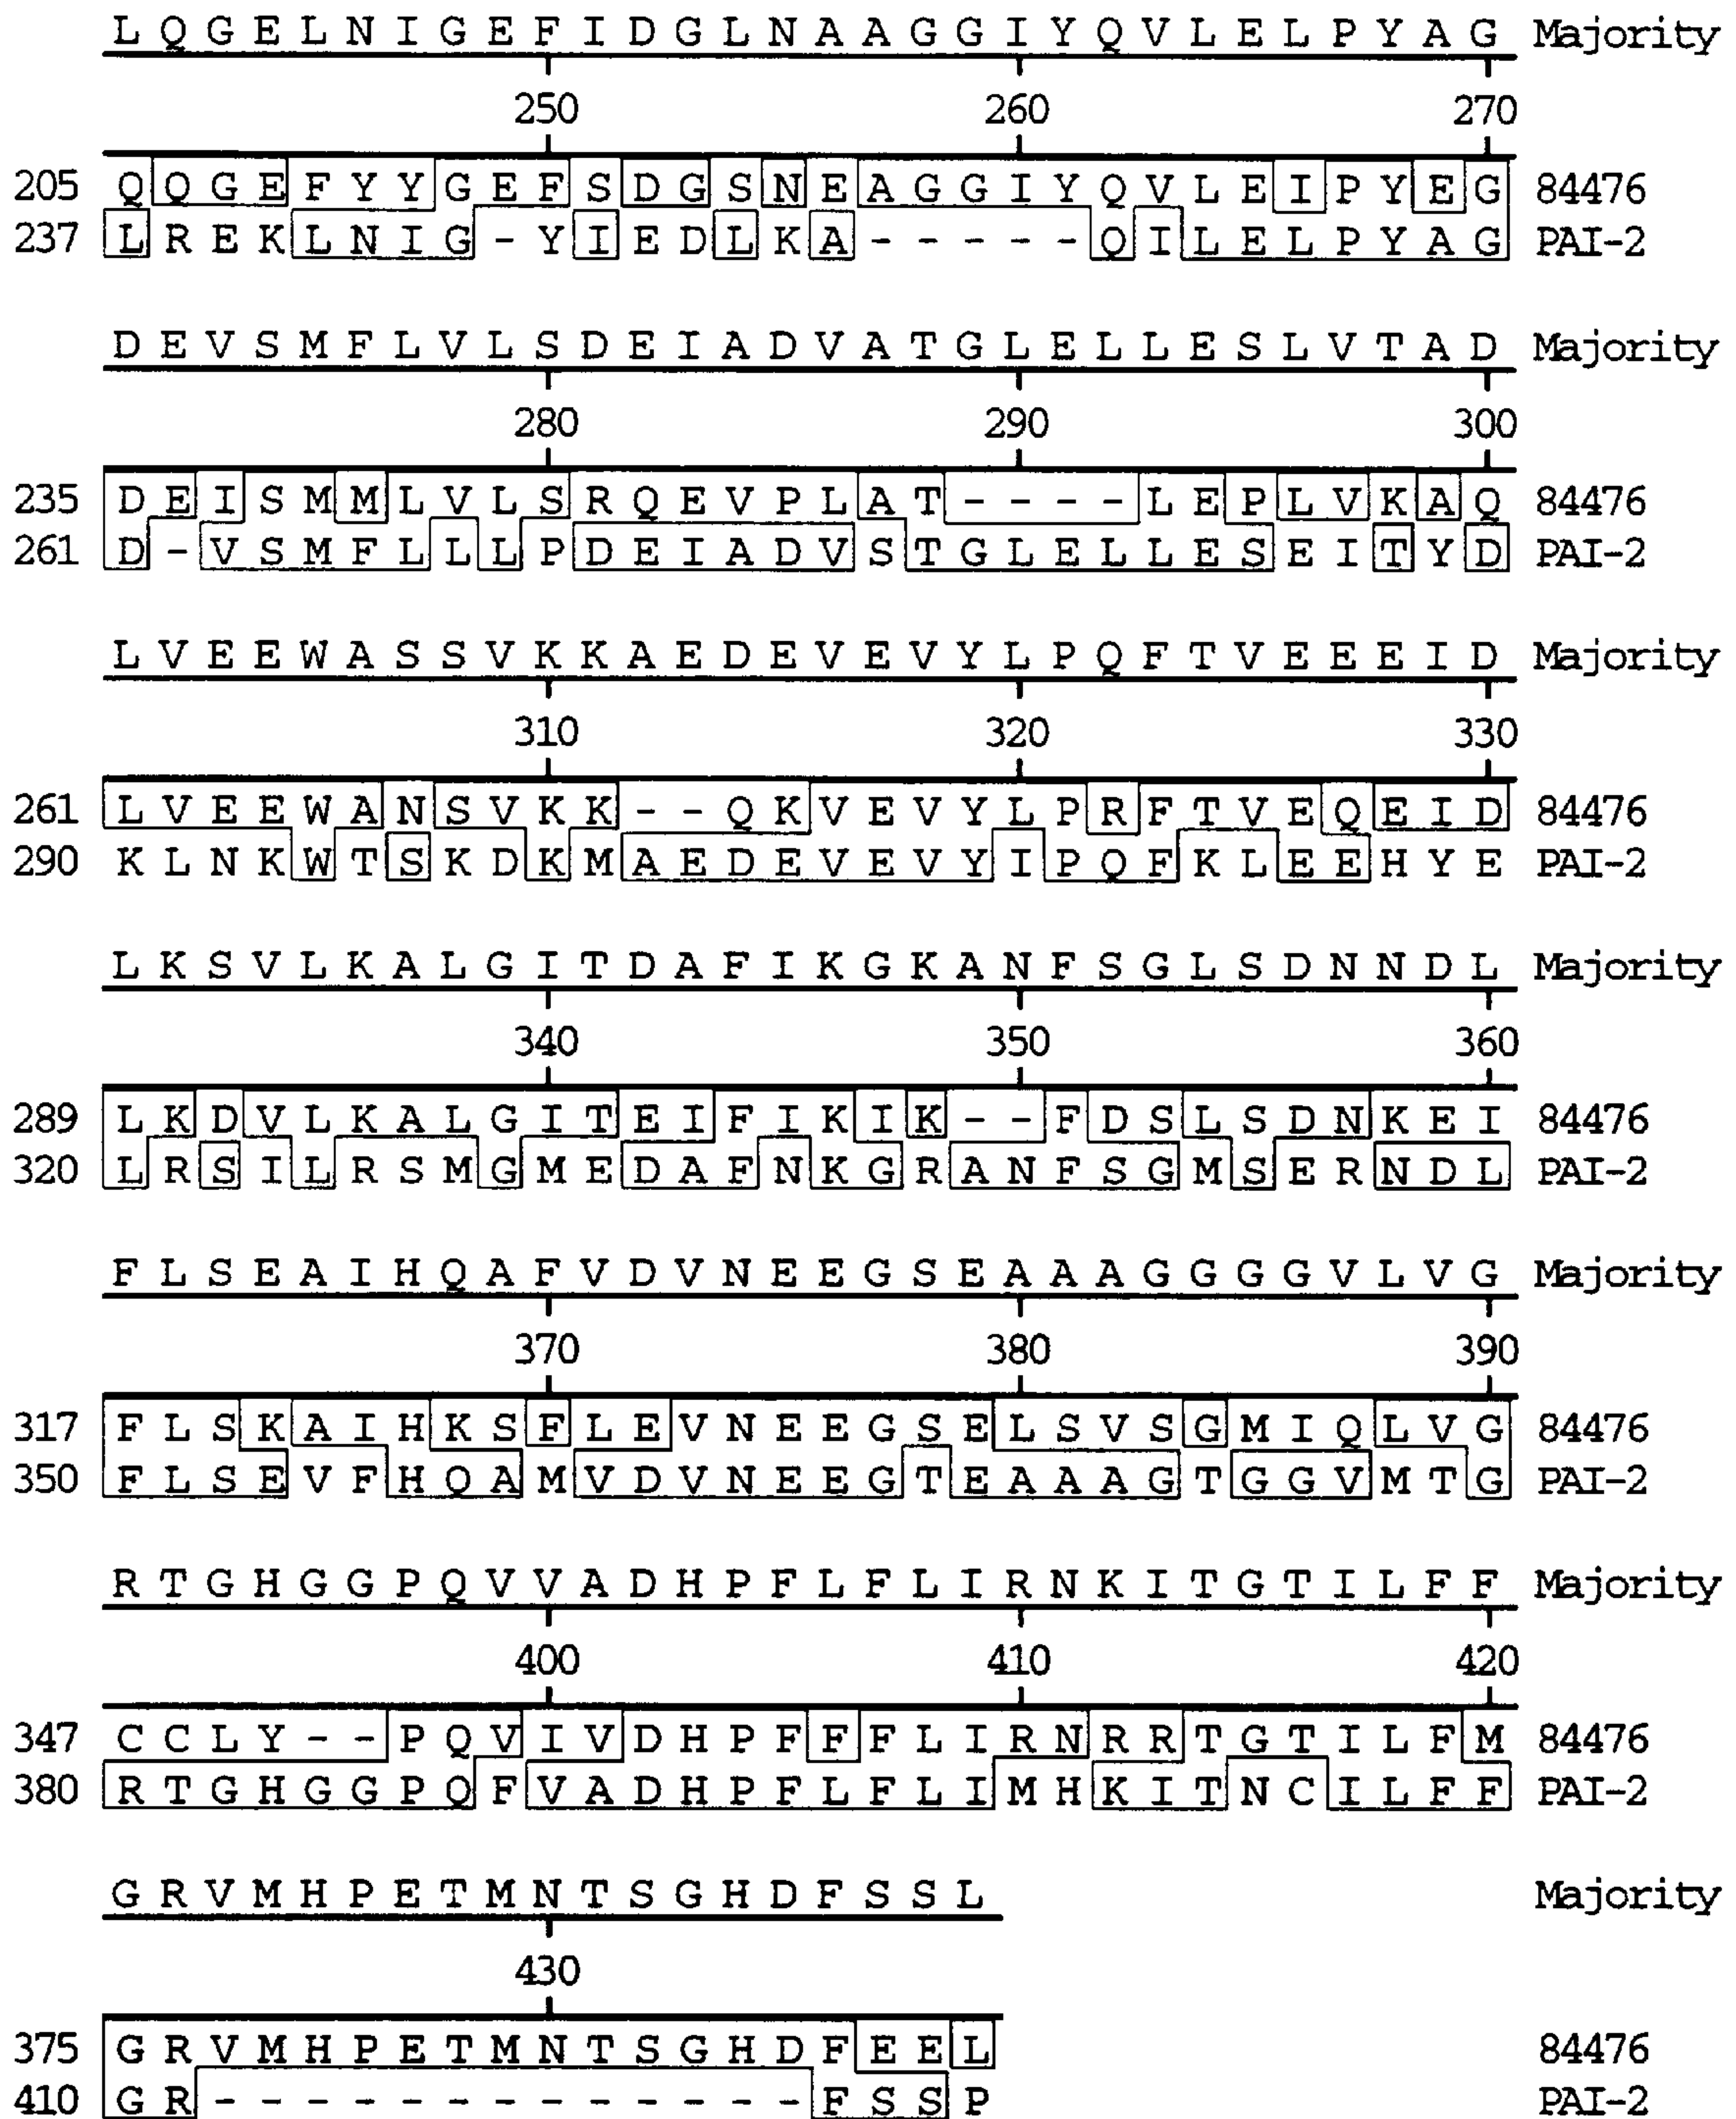 L Q G E L N I G E F I D G L N A A G G I Y Q V L E L P Y A G Majority
250 260 270
205 Q Q G E F Y Y G E F S D G S N E A G G I Y Q V L E I P Y E G 84476
237 L R E K L N I G - Y I E D L K A - - - - - Q I L E L P Y A G PAI-2
D E V S M F L V L S D E I A D V A T G L E L L E S L V T A D Majority
280 290 300
235 D E I S M M L V L S R Q E V P L A T - - - - L E P L V K A Q 84476
261 D - V S M F L L L P D E I A D V S T G L E L L E S E I T Y D PAI-2
L V E E W A S S V K K A E D E V E V Y L P Q F T V E E E I D Majority
310 320 330
261 L V E E W A N S V K K - - Q K V E V Y L P R F T V E Q E I D 84476
290 K L N K W T S K D K M A E D E V E V Y I P Q F K L E E H Y E PAI-2
L K S V L K A L G I T D A F I K G K A N F S G L S D N N D L Majority
340 350 360
289 L K D V L K A L G I T E I F I K I K - - F D S L S D N K E I 84476
320 L R S I L R S M G M E D A F N K G R A N F S G M S E R N D L PAI-2
F L S E A I H Q A F V D V N E E G S E A A A G G G G V L V G Majority
370 380 390
317 F L S K A I H K S F L E V N E E G S E L S V S G M I Q L V G 84476
350 F L S E V F H Q A M V D V N E E G T E A A A G T G G V M T G PAI-2
R T G H G G P Q V V A D H P F L F L I R N K I T G T I L F F Majority
400 410 420
347 C C L Y - - P Q V I V D H P F F F L I R N R R T G T I L F M 84476
380 R T G H G G P Q F V A D H P F L F L I M H K I T N C I L F F PAI-2
G R V M H P E T M N T S G H D F S S L Majority
430
375 G R V M H P E T M N T S G H D F E E L 84476
410 G R - - - - - - - - - - - - - F S S P PAI-2